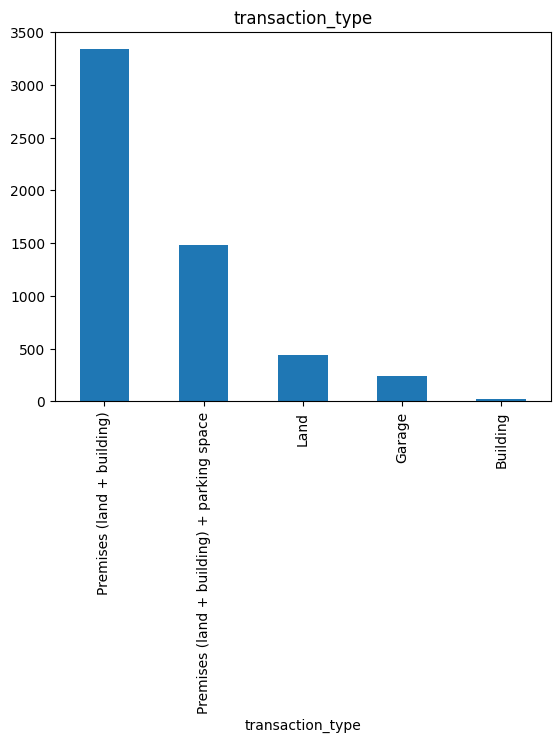 transaction_type
3500
3000
2500
2000
1500
1000
500
0
Premises (land + building)
Premises (land + building) + parking space
Land
Garage
Building
transaction_type